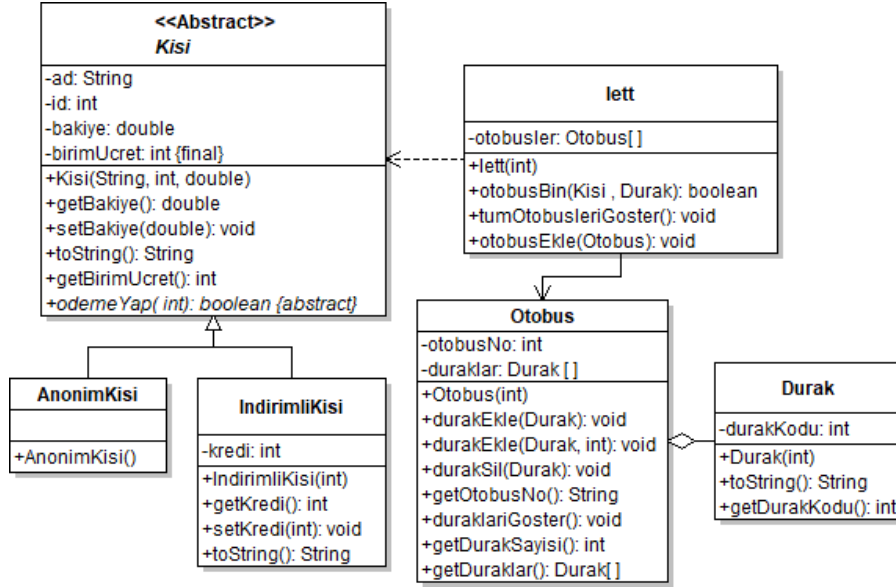 <<Abstract>>
Kisi
-ad: String
-id: int
-bakiye: double
-birimUcret: int {final}
+Kisi(String, int, double)
+getBakiye(): double
+setBakiye(double): void
+toString(): String
+getBirimUcret(): int
+odemeYap( int): boolean {abstract}
Iett
-otobusler: Otobus[ ]
+Iett(int)
+otobusBin(Kisi , Durak): boolean
+tumOtobusleriGoster(): void
+otobusEkle(Otobus): void
AnonimKisi
+AnonimKisi()
IndirimliKisi
-kredi: int
+IndirimliKisi(int)
+getKredi(): int
+setKredi(int): void
+toString(): String
Otobus
-otobusNo: int
-duraklar: Durak [ ]
+Otobus(int)
+durakEkle(Durak): void
+durakEkle(Durak, int): void
+durakSil(Durak): void
+getOtobusNo(): String
+duraklariGoster(): void
+getDurakSayisi(): int
+getDuraklar(): Durak[ ]
Durak
-durakKodu: int
+Durak(int)
+toString(): String
+getDurakKodu(): int